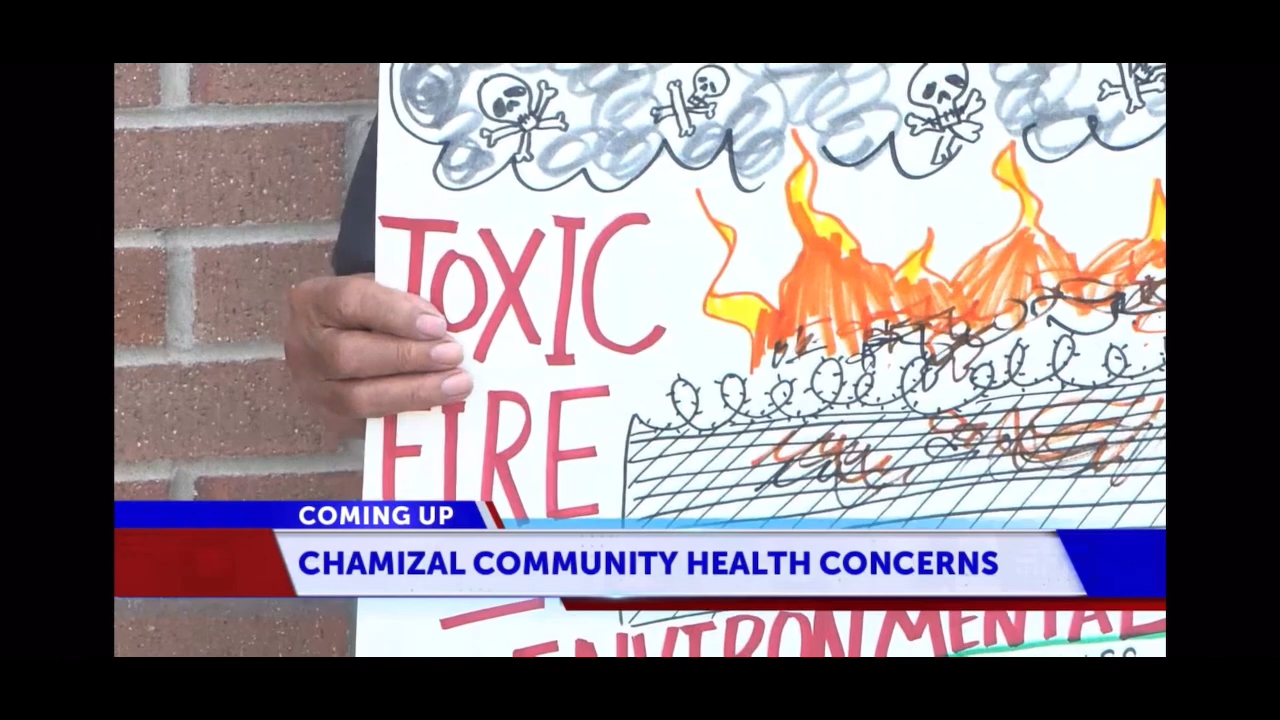 TOXIC
FIRE
COMING UP
CHAMIZAL COMMUNITY HEALTH CONCERNS
ENVIRONMENTAL